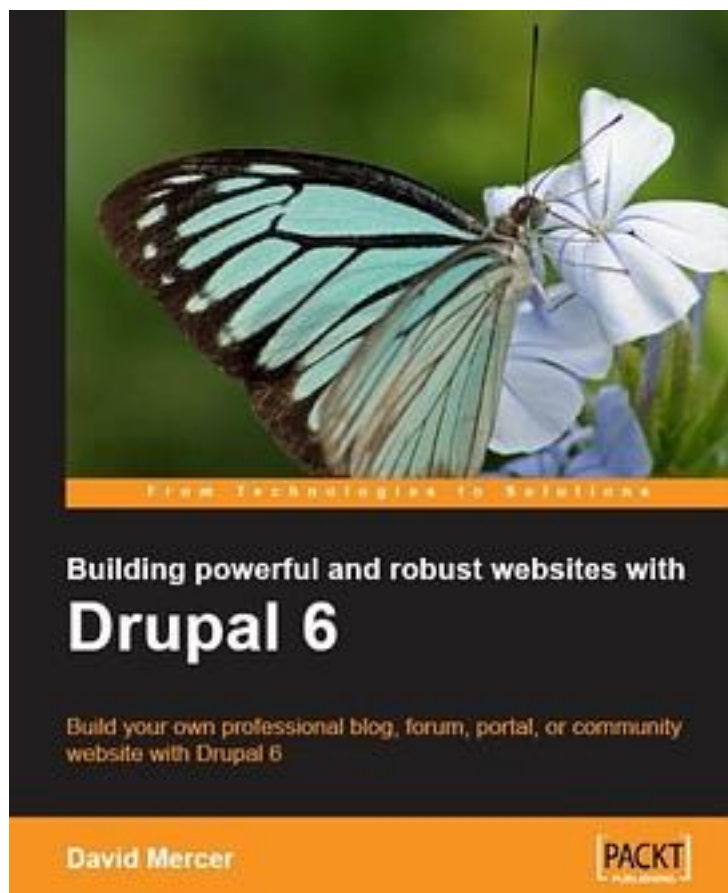 From Technologies to Solutions
Building powerful and robust websites with
Drupal 6
Build your own professional blog, forum, portal, or community
website with Drupal 6
David Mercer
PACKT
PUBLISHING